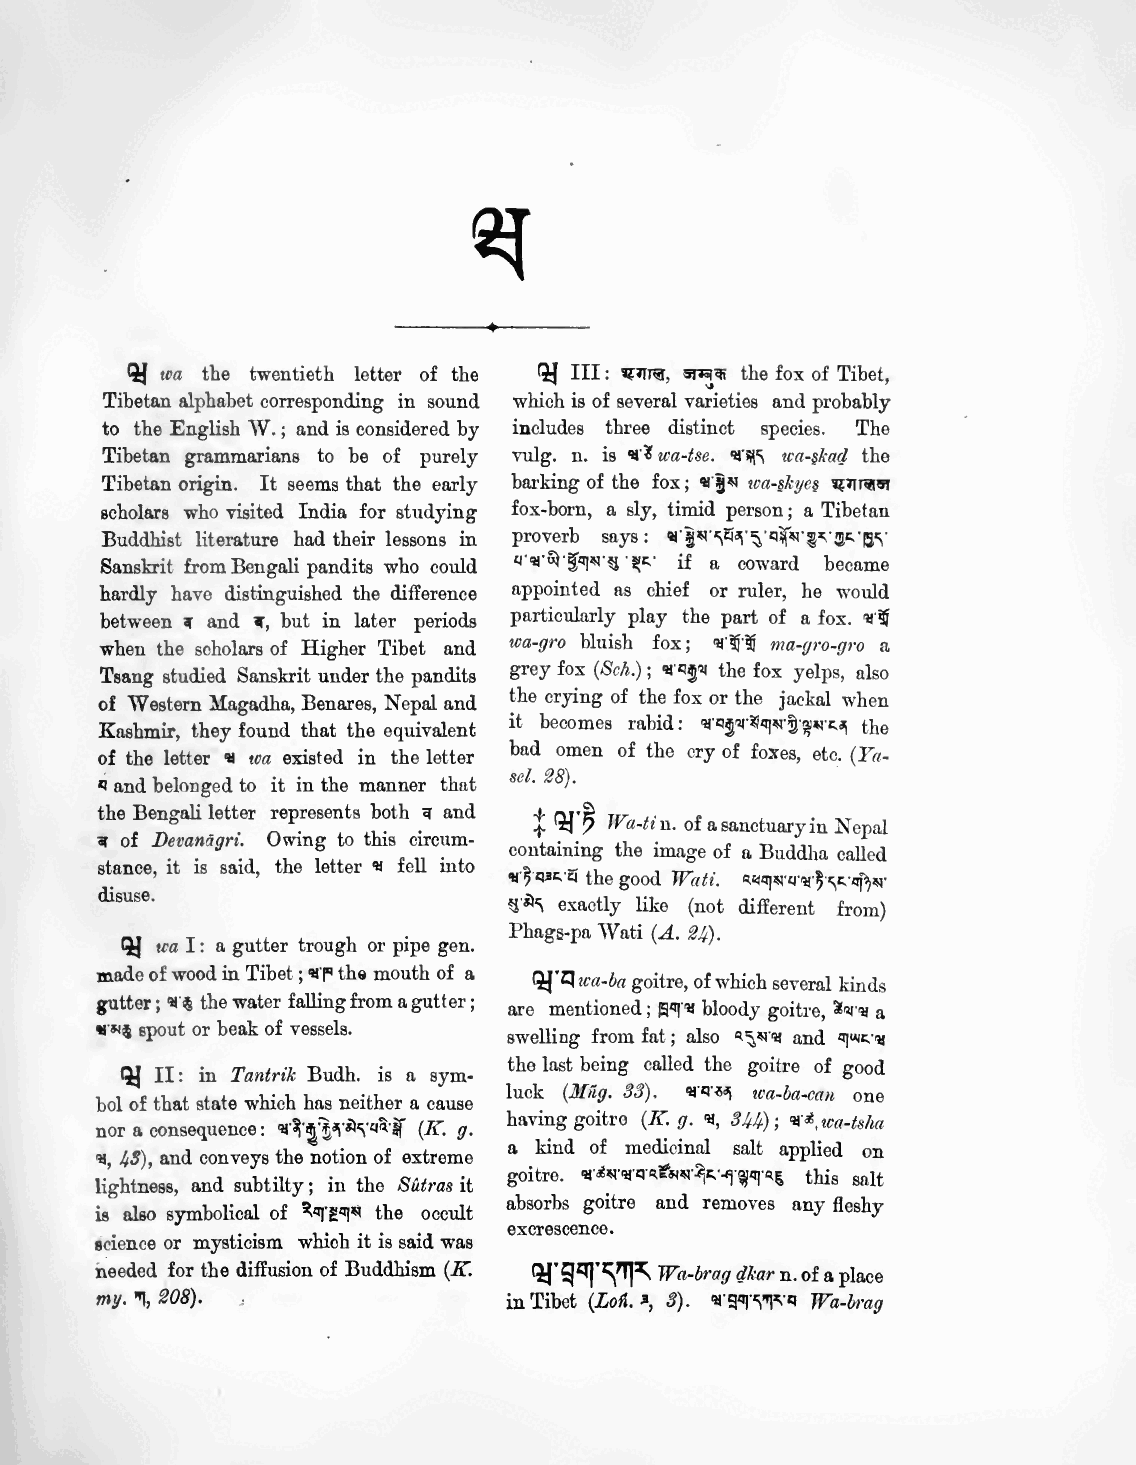 ཝ
ཝ wa the twentieth letter of the
Tibetan alphabet corresponding in sound
to the English W.; and is considered by
Tibetan grammarians to be of purely
Tibetan origin. It seems that the early
scholars who visited India for studying
Buddhist literature had their lessons in
Sanskrit from Bengali pandits who could
hardly have distinguished the difference
between व and ब, but in later periods
when the scholars of Higher Tibet and
Tsang studied Sanskrit under the pandits
of Western Magadha, Benares, Nepal and
Kashmir, they found that the equivalent
of the letter ཝ wa existed in the letter
བ and belonged to it in the manner that
the Bengali letter represents both व and
ब of Devanāgri. Owing to this circum-
stance, it is said, the letter ཝ fell into
disuse.
ཝ wa I: a gutter trough or pipe gen.
made of wood in Tibet; ཝ་ཁ the mouth of a
gutter; ཝ་ཆུ the water falling from a gutter;
ཝ་མཆུ spout or beak of vessels.
ཝ II: in Tantrik Budh. is a sym-
bol of that state which has neither a cause
nor a consequence: ཝ་ནི་རྒྱུ་རྐྱེན་མེད་པའི་སྒོ (K. g.
ཝ, 43), and conveys the notion of extreme
lightness, and subtilty; in the Sûtras it
is also symbolical of རིག་སྔགས the occult
science or mysticism which it is said was
needed for the diffusion of Buddhism (K.
my. ཀ, 208).
ཝ III: शृगाल, जम्बुक the fox of Tibet,
which is of several varieties and probably
includes three distinct species. The
vulg. n. is ཝ་ཙེ wa-tse. ཝ་སྐད wa-s̱kaḏ the
barking of the fox; ཝ་སྐྱེས wa-s̱kyes̱ शृगालज
fox-born, a sly, timid person; a Tibetan
proverb says: ཝ་སྐྱེས་དཔོན་དུ་བསྐོས་གྱུར་ཀྱང་ཁྱད་
པ་ཝ་ཡི་སྤྱོགས་སུ་སྟང་ if a coward became
appointed as chief or ruler, he would
particularly play the part of a fox. ཝ་གྲོ
wa-gro bluish fox; ཝ་གྲོ་གྲོ ma-gro-gro a
grey fox (Sch.); ཝ་བརྒྱལ the fox yelps, also
the crying of the fox or the jackal when
it becomes rabid: ཝ་བརྒྱལ་སོགས་ཀྱི་ལྟས་ངན the
bad omen of the cry of foxes, etc. (Ya-
sel. 28).
‡ ཝ་ཏི Wa-ti n. of a sanctuary in Nepal
containing the image of a Buddha called
ཝ་ཏི་བཟང་པོ the good Wati. འཕགས་པ་ཝ་ཏི་དང་གཉིས་
སུ་མེད exactly like (not different from)
Phags-pa Wati (A. 24).
ཝ་བ wa-ba goitre, of which several kinds
are mentioned; ཁྲག་ཝ bloody goitre, ཚིལ་ཝ a
swelling from fat; also འདུས་ཝ and གཡང་ཝ
the last being called the goitre of good
luck (Mn̄g. 33). ཝ་བ་ཅན wa-ba-can one
having goitre (K. g. ཝ, 344); ཝ་ཚ, wa-tsha
a kind of medicinal salt applied on
goitre. ཝ་ཚས་ཝ་བ་འཇོམས་ཤིང་ཤ་ལྷག་འཇུ this salt
absorbs goitre and removes any fleshy
excrescence.
ཝ་བྲག་དཀར Wa-brag ḏkar n. of a place
in Tibet (Loṅ. ཟ, 3). ཝ་བྲག་དཀར་བ Wa-brag